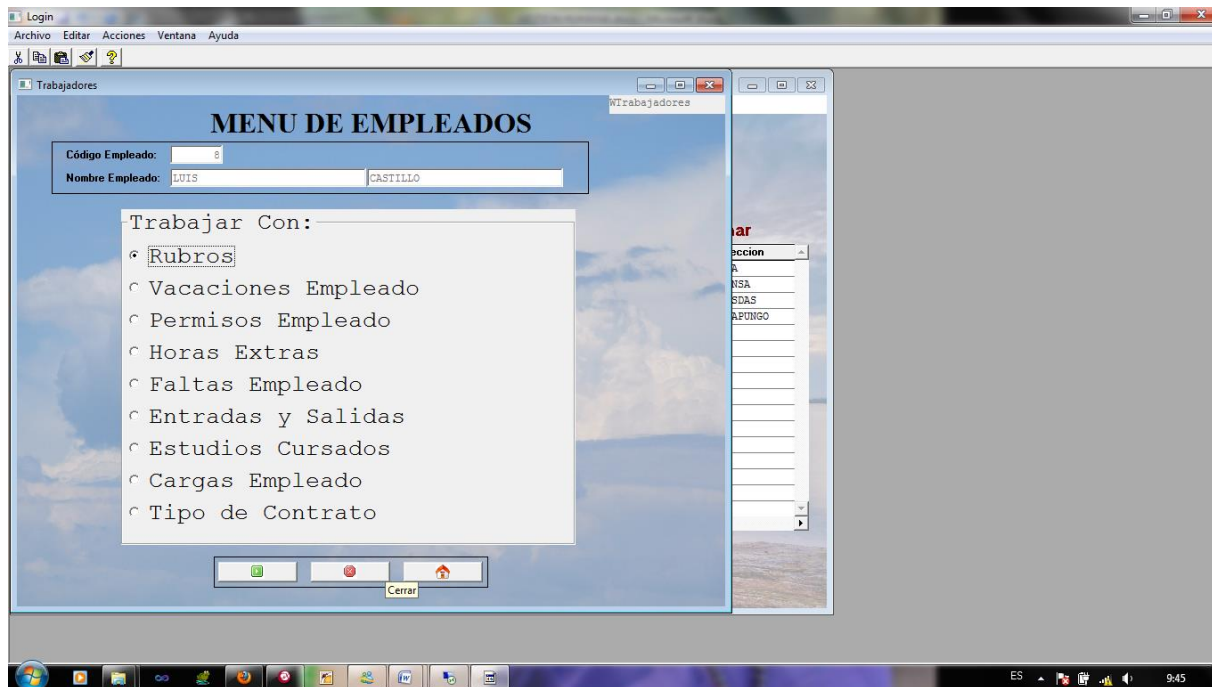 Login
Archivo Editar Acciones Ventana Ayuda
Trabajadores
WTrabajadores
MENU DE EMPLEADOS
Código Empleado: 8
Nombre Empleado: LUIS CASTILLO
Trabajar Con:
Rubros
Vacaciones Empleado
Permisos Empleado
Horas Extras
Faltas Empleado
Entradas y Salidas
Estudios Cursados
Cargas Empleado
Tipo de Contrato
Cerrar
ar
eccion
A
NSA
SDAS
APUNGO
ES 9:45